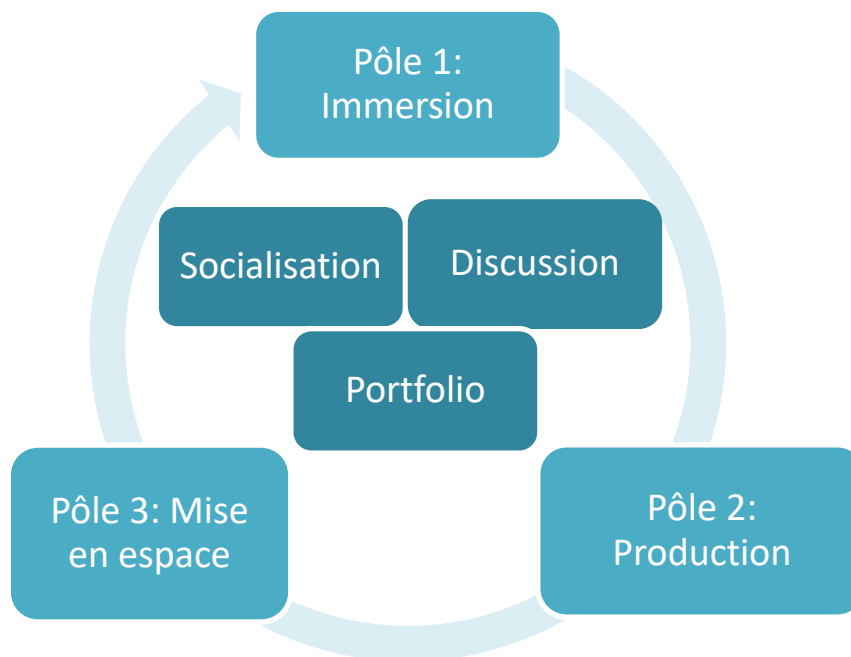 Pôle 1:
Immersion
Socialisation
Discussion
Portfolio
Pôle 3: Mise
en espace
Pôle 2:
Production